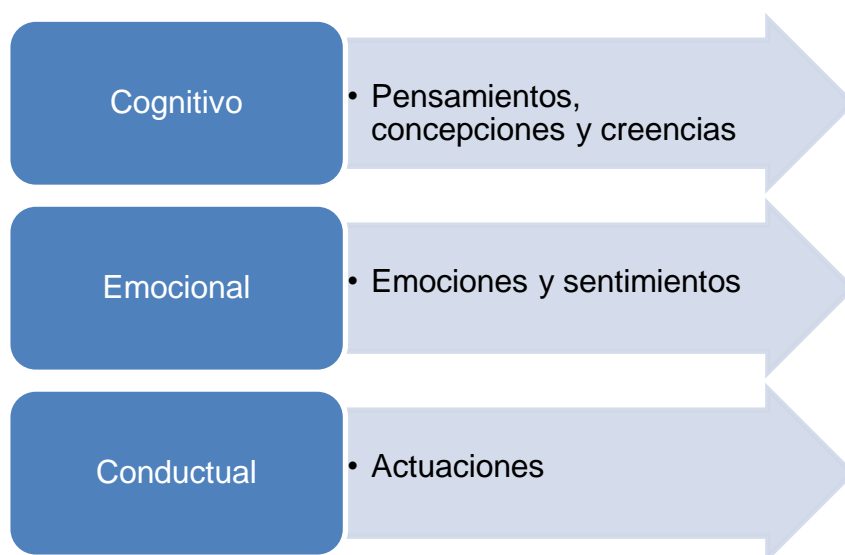 Cognitivo
• Pensamientos,
concepciones y creencias
Emocional
• Emociones y sentimientos
Conductual
• Actuaciones